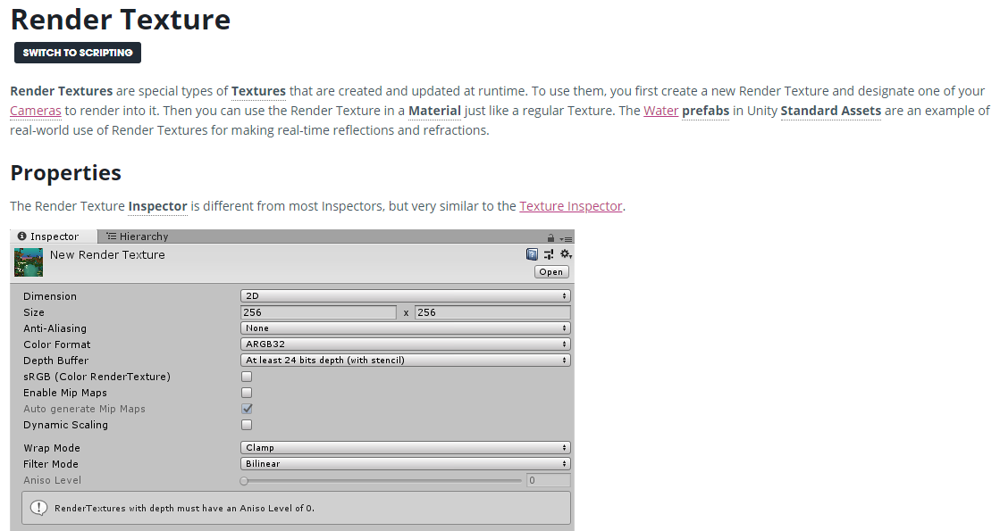 Render Texture
SWITCH TO SCRIPTING
Render Textures are special types of Textures that are created and updated at runtime. To use them, you first create a new Render Texture and designate one of your
Cameras to render into it. Then you can use the Render Texture in a Material just like a regular Texture. The Water prefabs in Unity Standard Assets are an example of
real-world use of Render Textures for making real-time reflections and refractions.
Properties
The Render Texture Inspector is different from most Inspectors, but very similar to the Texture Inspector.
Inspector Hierarchy
New Render Texture
Open
Dimension 2D
Size 256 x 256
Anti-Aliasing None
Color Format ARGB32
Depth Buffer At least 24 bits depth (with stencil)
sRGB (Color RenderTexture)
Enable Mip Maps
Auto generate Mip Maps
Dynamic Scaling
Wrap Mode Clamp
Filter Mode Bilinear
Aniso Level 0
RenderTextures with depth must have an Aniso Level of 0.